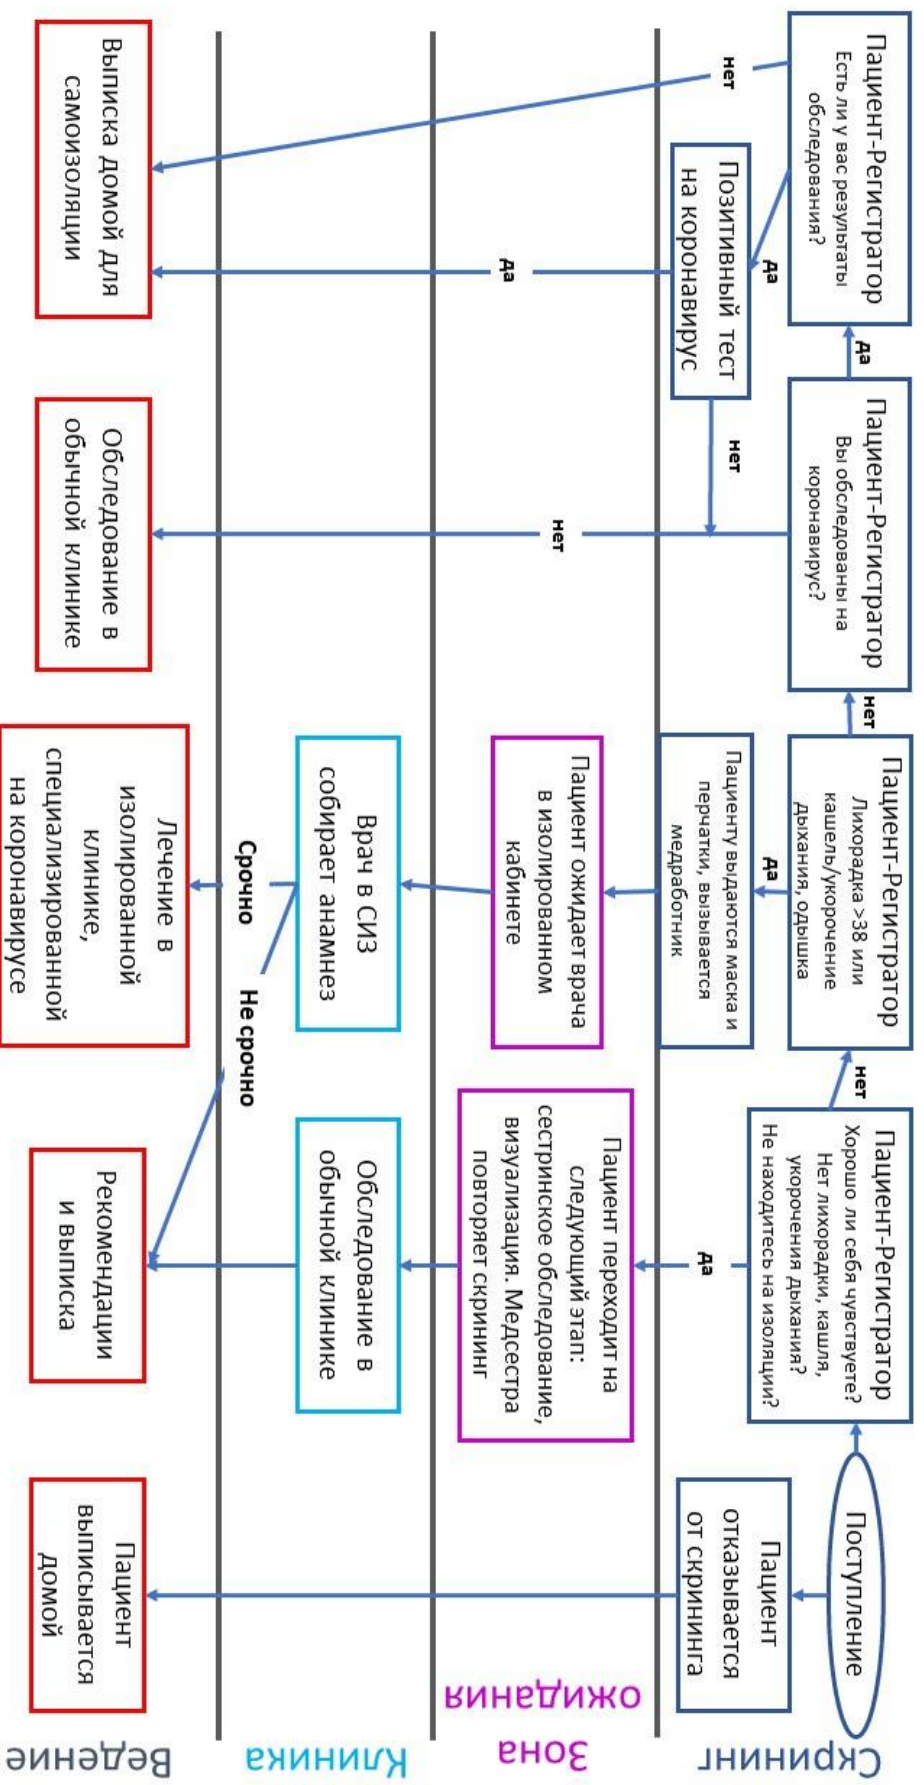 Скрининг
Зона
ожидания
Клиника
Ведение
Поступление
Пациент
отказывается
от скрининга
Пациент
выписывается
домой
Пациент-Регистратор
Хорошо ли себя чувствуете?
Нет лихорадки, кашля,
укорочения дыхания?
Не находитесь на изоляции?
да
Пациент переходит на
следующий этап:
сестринское обследование,
визуализация. Медсестра
повторяет скрининг
Обследование в
обычной клинике
Рекомендации
и выписка
нет
Пациент-Регистратор
Лихорадка >38 или
кашель/укорочение
дыхания, одышка
да
Пациенту выдаются маска и
перчатки, вызывается
медработник
Пациент ожидает врача
в изолированном
кабинете
Врач в СИЗ
собирает анамнез
Срочно
Не срочно
Лечение в
изолированной
клинике,
специализированной
на коронавирусе
нет
Пациент-Регистратор
Вы обследованы на
коронавирус?
нет
Обследование в
обычной клинике
да
Пациент-Регистратор
Есть ли у вас результаты
обследования?
нет
да
Позитивный тест
на коронавирус
нет
да
Выписка домой для
самоизоляции